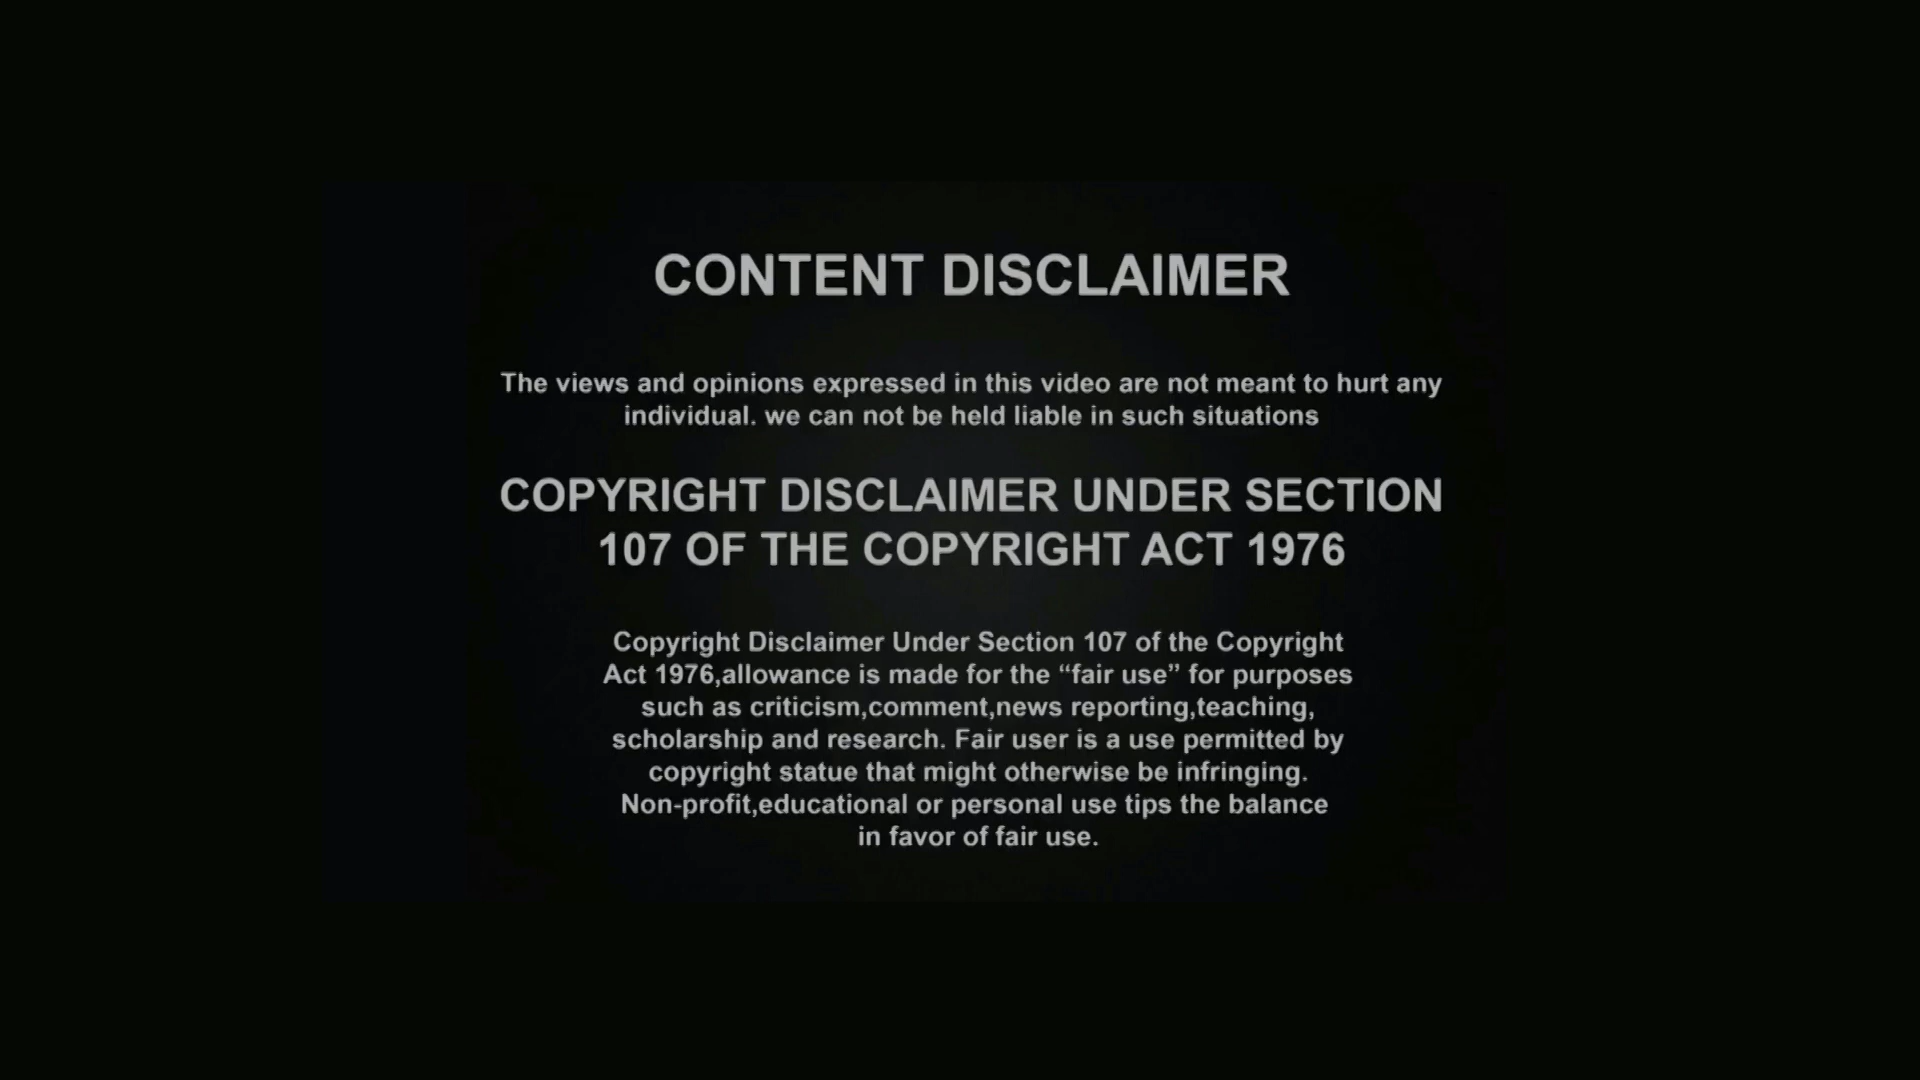 CONTENT DISCLAIMER
The views and opinions expressed in this video are not meant to hurt any
individual. we can not be held liable in such situations
COPYRIGHT DISCLAIMER UNDER SECTION
107 OF THE COPYRIGHT ACT 1976
Copyright Disclaimer Under Section 107 of the Copyright
Act 1976,allowance is made for the “fair use” for purposes
such as criticism,comment,news reporting,teaching,
scholarship and research. Fair user is a use permitted by
copyright statue that might otherwise be infringing.
Non-profit,educational or personal use tips the balance
in favor of fair use.